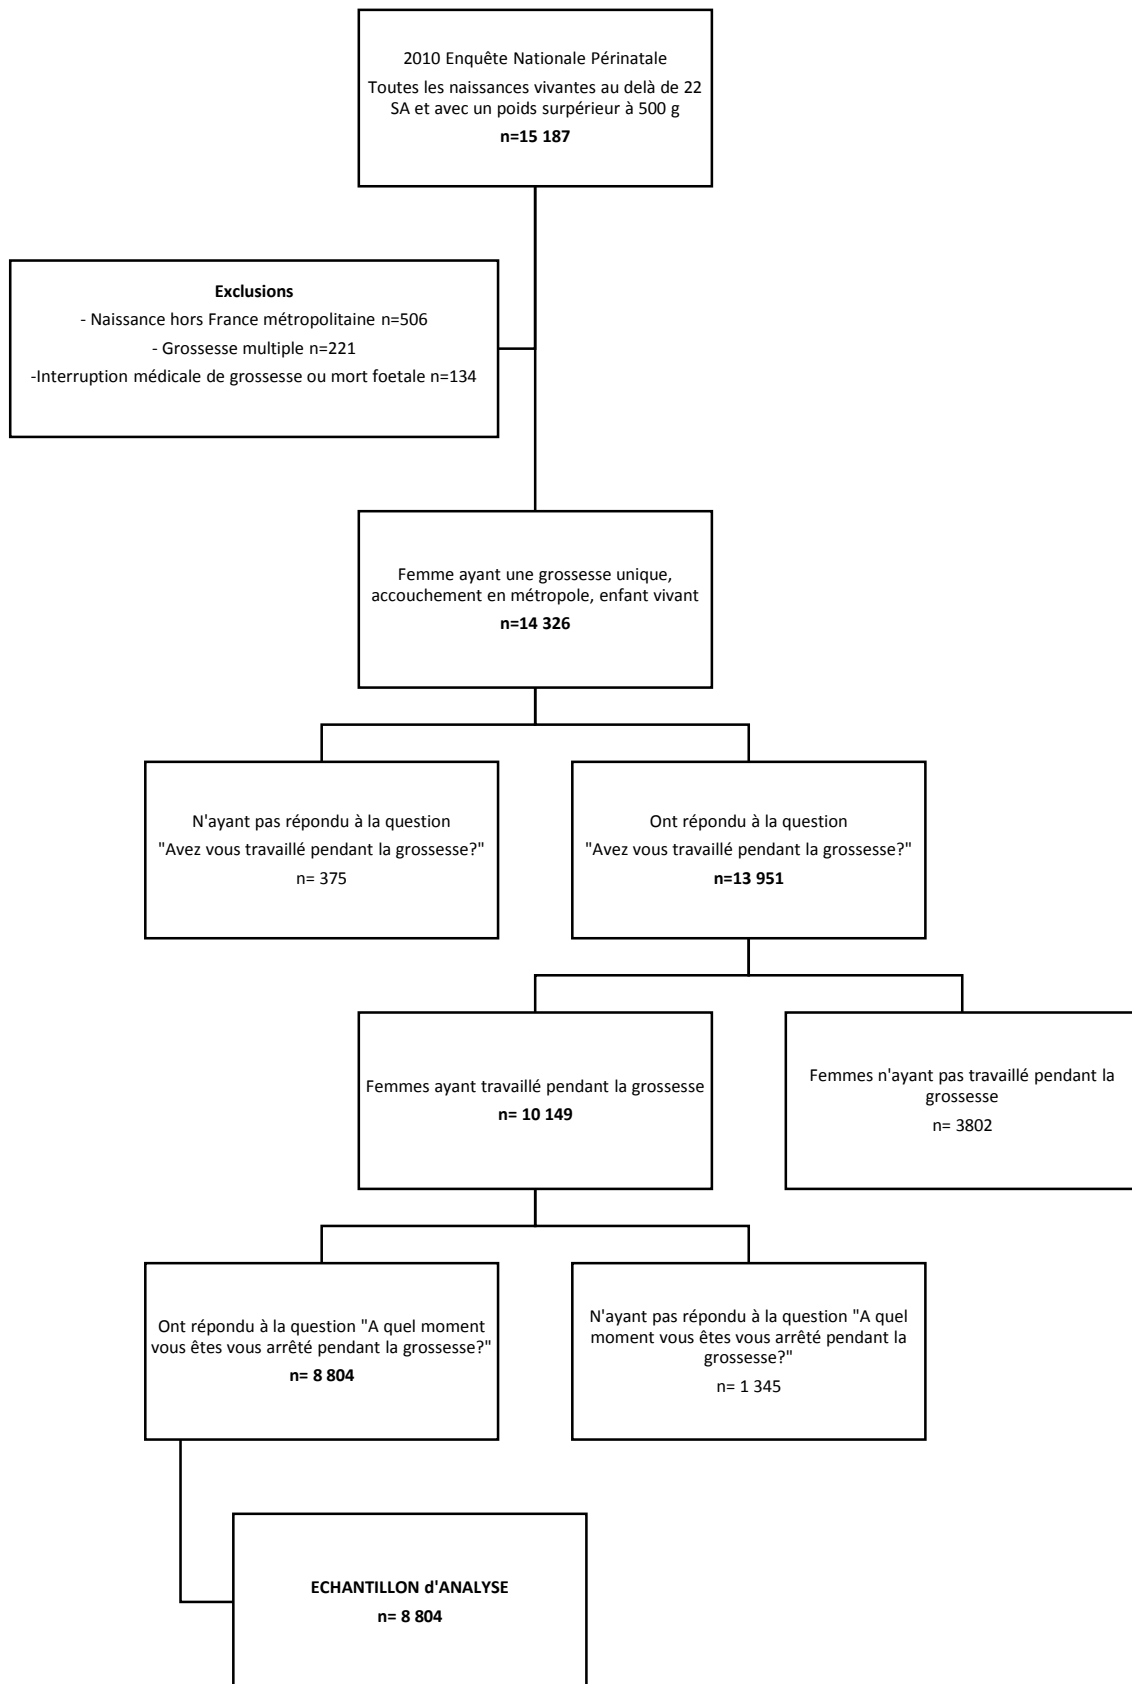 2010 Enquête Nationale Périnatale
Toutes les naissances vivantes au delà de 22
SA et avec un poids surpérieur à 500 g
n=15 187
Exclusions
- Naissance hors France métropolitaine n=506
- Grossesse multiple n=221
-Interruption médicale de grossesse ou mort foetale n=134
Femme ayant une grossesse unique,
accouchement en métropole, enfant vivant
n=14 326
N'ayant pas répondu à la question
"Avez vous travaillé pendant la grossesse?"
n= 375
Ont répondu à la question
"Avez vous travaillé pendant la grossesse?"
n=13 951
Femmes ayant travaillé pendant la grossesse
n= 10 149
Femmes n'ayant pas travaillé pendant la
grossesse
n= 3802
Ont répondu à la question "A quel moment
vous êtes vous arrêté pendant la grossesse?"
n= 8 804
N'ayant pas répondu à la question "A quel
moment vous êtes vous arrêté pendant la
grossesse?"
n= 1 345
ECHANTILLON d'ANALYSE
n= 8 804